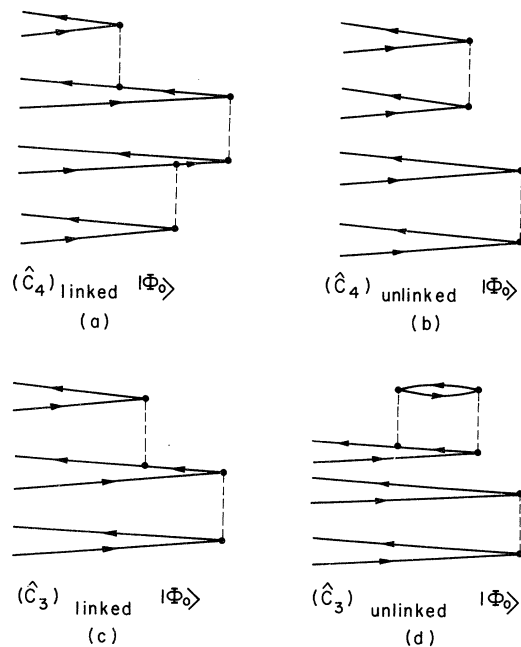 (Ĉ₄) linked |Φ₀>
(a)
(Ĉ₄) unlinked |Φ₀>
(b)
(Ĉ₃) linked |Φ₀>
(c)
(Ĉ₃) unlinked |Φ₀>
(d)